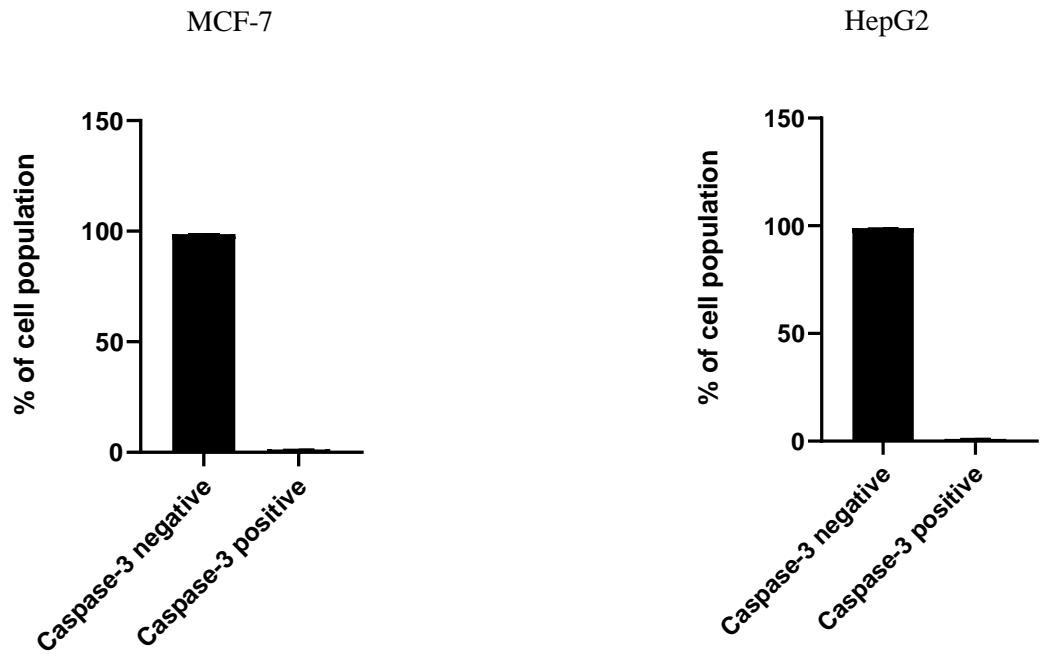 MCF-7
% of cell population
150
100
50
0
Caspase-3 negative
Caspase-3 positive
HepG2
% of cell population
150
100
50
0
Caspase-3 negative
Caspase-3 positive